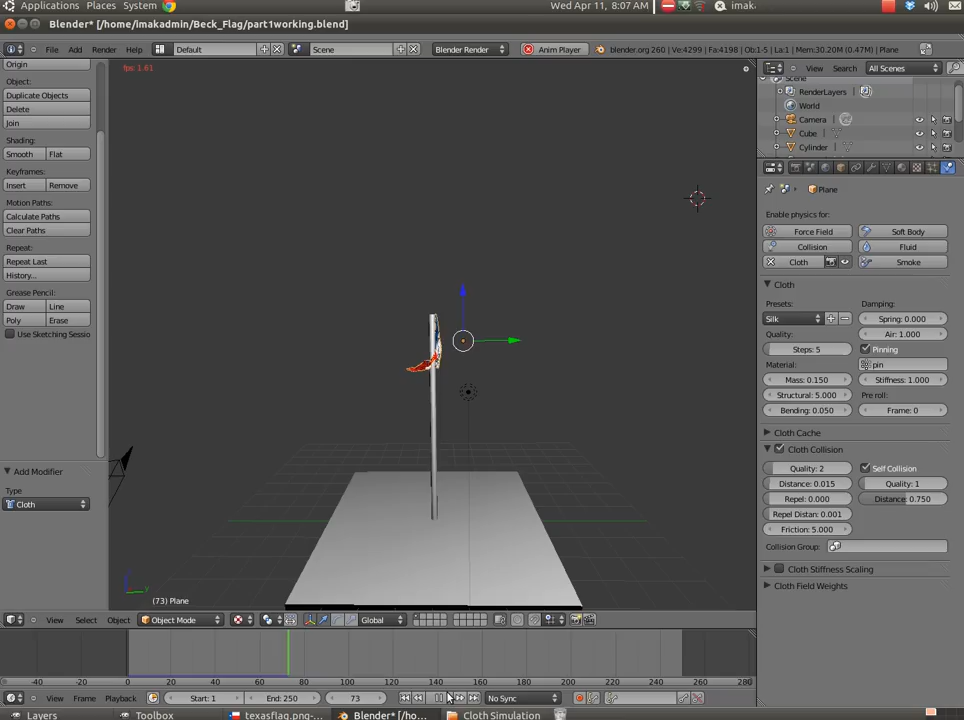 Applications Places System Wed Apr 11, 8:07 AM imak
Blender* [/home/imakadmin/Beck_Flag/part1working.blend]
File Add Render Help Default Scene Blender Render Anim Player blender.org 260 | Ve:4299 | Fa:4198 | Ob:1-5 | La:1 | Mem:30.20M (0.47M) | Plane
Origin
Object:
Duplicate Objects
Delete
Join
Shading:
Smooth Flat
Keyframes:
Insert Remove
Motion Paths:
Calculate Paths
Clear Paths
Repeat:
Repeat Last
History...
Grease Pencil:
Draw Line
Poly Erase
Use Sketching Sessio
Add Modifier
Type
Cloth
fps: 1.61
(73) Plane
View Select Object Object Mode Global
View Search All Scenes
Scene
RenderLayers
World
Camera
Cube
Cylinder
Plane
Enable physics for:
Force Field Soft Body
Collision Fluid
Cloth Smoke
Cloth
Presets: Damping:
Silk Spring: 0.000
Quality: Air: 1.000
Steps: 5 Pinning
Material: pin
Mass: 0.150 Stiffness: 1.000
Structural: 5.000 Pre roll:
Bending: 0.050 Frame: 0
Cloth Cache
Cloth Collision
Quality: 2 Self Collision
Distance: 0.015 Quality: 1
Repel: 0.000 Distance: 0.750
Repel Distan: 0.001
Friction: 5.000
Collision Group:
Cloth Stiffness Scaling
Cloth Field Weights
-40 -20 0 20 40 60 80 100 120 140 160 180 200 220 240 260 280
View Frame Playback Start: 1 End: 250 73 No Sync
Layers Toolbox texasflag.png-... Blender* [/ho... Cloth Simulation